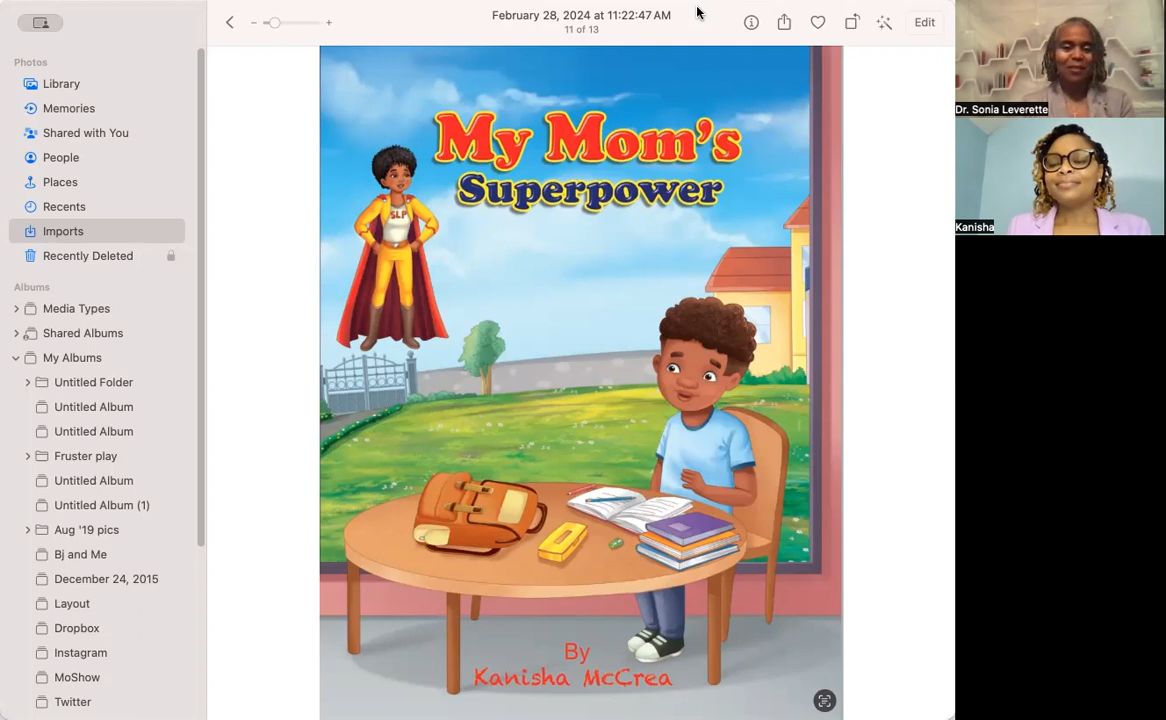 February 28, 2024 at 11:22:47 AM
11 of 13
Edit
Photos
Library
Memories
Shared with You
People
Places
Recents
Imports
Recently Deleted
Albums
Media Types
Shared Albums
My Albums
Untitled Folder
Untitled Album
Untitled Album
Fruster play
Untitled Album
Untitled Album (1)
Aug '19 pics
Bj and Me
December 24, 2015
Layout
Dropbox
Instagram
MoShow
Twitter
My Mom's
Superpower
SLP
By
Kanisha McCrea
Dr. Sonia Leverette
Kanisha